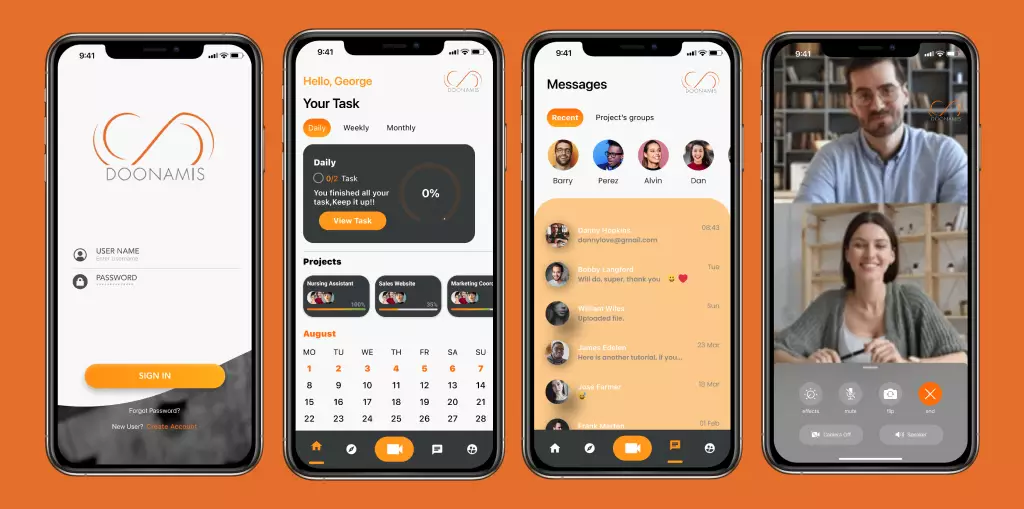 9:41
DOONAMIS
USER NAME
Enter username
PASSWORD
SIGN IN
Forgot Password?
New User? Create Account
9:41
Hello, George
DOONAMIS
Your Task
Daily Weekly Monthly
Daily
0/2 Task
You finished all your
task,Keep it up!!
0%
View Task
Projects
Nursing Assistant
100%
Sales Website
35%
Marketing Coor
August
MO TU WE TH FR SA SU
1 2 3 4 5 6 7
8 9 10 11 12 13 14
15 16 17 18 19 20 21
22 23 24 25 26 27 28
9:41
Messages
DOONAMIS
Recent Project's groups
Barry Perez Alvin Dan
Danny Hopkins 08:43
dannylove@gmail.com
Bobby Langford Tue
Will do, super, thank you 😀 ❤️
William Wiles Sun
Uploaded file.
James Edelen 23 Mar
Here is another tutorial, if you...
Jose Farmer 10 Mar
😅
Frank Marten 01 Feb
9:41
DOONAMIS
effects mute flip end
Camera Off Speaker